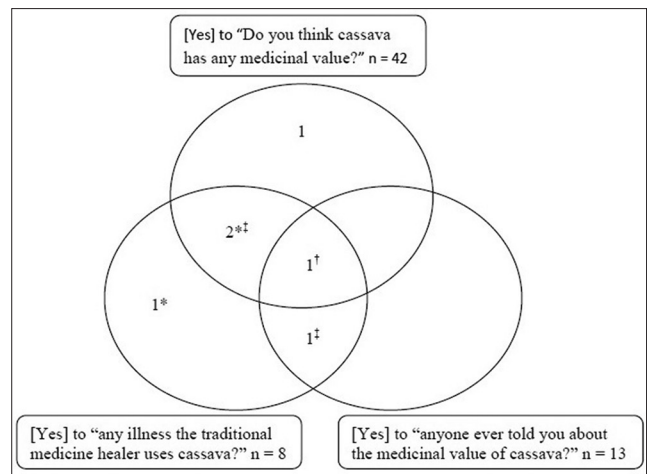 [Yes] to “Do you think cassava
has any medicinal value?” n = 42
1
2*‡
1†
1*
1‡
[Yes] to “any illness the traditional
medicine healer uses cassava?” n = 8
[Yes] to “anyone ever told you about
the medicinal value of cassava?” n = 13